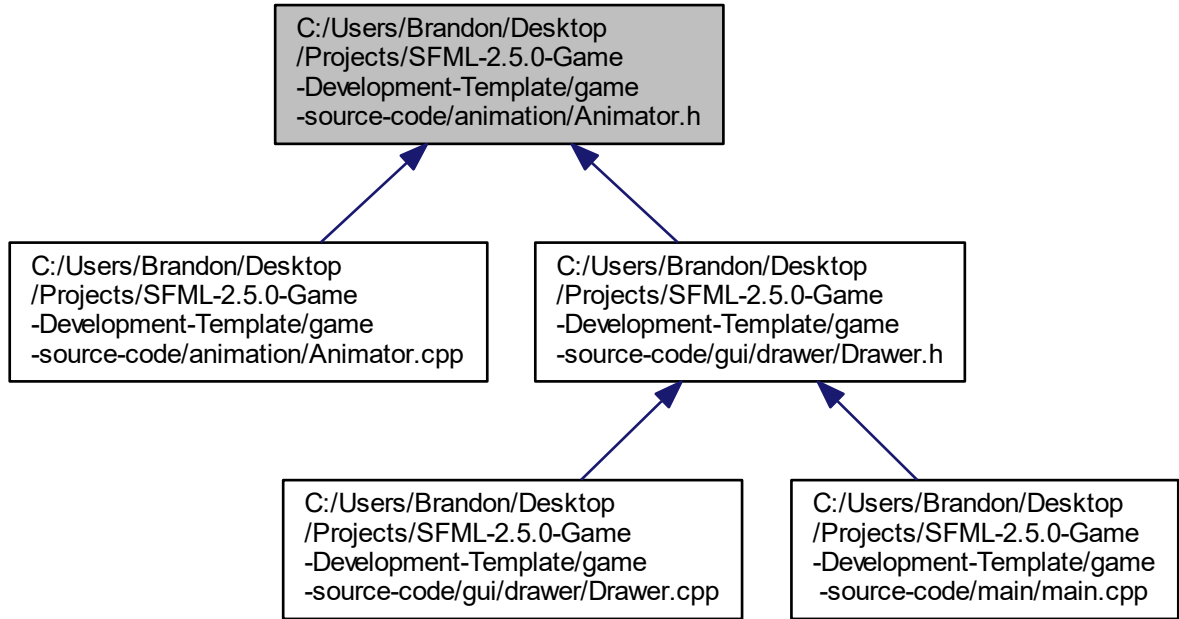 C:/Users/Brandon/Desktop
/Projects/SFML-2.5.0-Game
-Development-Template/game
-source-code/animation/Animator.h
C:/Users/Brandon/Desktop
/Projects/SFML-2.5.0-Game
-Development-Template/game
-source-code/animation/Animator.cpp
C:/Users/Brandon/Desktop
/Projects/SFML-2.5.0-Game
-Development-Template/game
-source-code/gui/drawer/Drawer.h
C:/Users/Brandon/Desktop
/Projects/SFML-2.5.0-Game
-Development-Template/game
-source-code/gui/drawer/Drawer.cpp
C:/Users/Brandon/Desktop
/Projects/SFML-2.5.0-Game
-Development-Template/game
-source-code/main/main.cpp